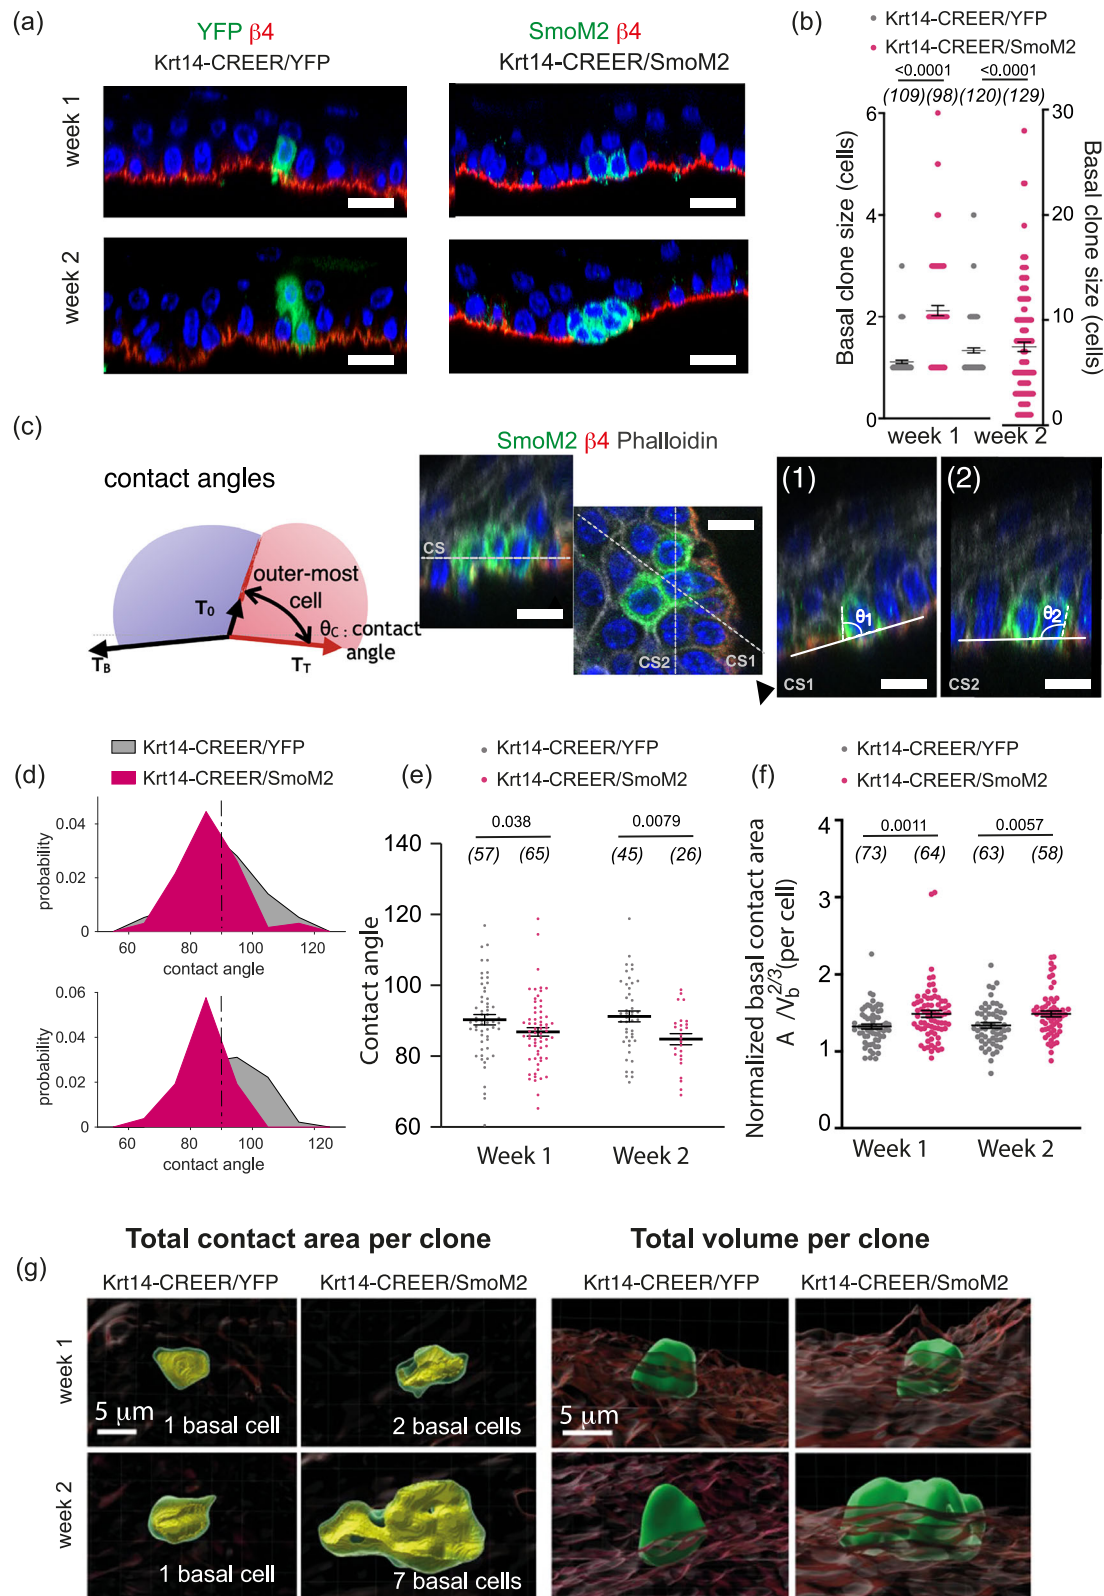 (a)
YFP β4
Krt14-CREER/YFP
SmoM2 β4
Krt14-CREER/SmoM2
week 1
week 2
(b)
Krt14-CREER/YFP
Krt14-CREER/SmoM2
<0.0001 <0.0001
(109)(98)(120)(129)
Basal clone size (cells)
6
4
2
0
30
20
10
0
Basal clone size (cells)
week 1 week 2
(c)
contact angles
outer-most
cell
θC : contact
angle
T0
TB
TT
SmoM2 β4 Phalloidin
CS
CS2
CS1
(1)
θ1
CS1
(2)
θ2
CS2
(d)
Krt14-CREER/YFP
Krt14-CREER/SmoM2
probability
0.04
0.02
0
60 80 100 120
contact angle
probability
0.06
0.04
0.02
0
60 80 100 120
contact angle
(e)
Krt14-CREER/YFP
Krt14-CREER/SmoM2
0.038 0.0079
(57) (65) (45) (26)
Contact angle
140
120
100
80
60
Week 1 Week 2
(f)
Krt14-CREER/YFP
Krt14-CREER/SmoM2
0.0011 0.0057
(73) (64) (63) (58)
Normalized basal contact area
A /Vb2/3(per cell)
4
3
2
1
0
Week 1 Week 2
(g)
Total contact area per clone
Total volume per clone
Krt14-CREER/YFP
Krt14-CREER/SmoM2
Krt14-CREER/YFP
Krt14-CREER/SmoM2
week 1
5 μm
1 basal cell
2 basal cells
5 μm
week 2
1 basal cell
7 basal cells